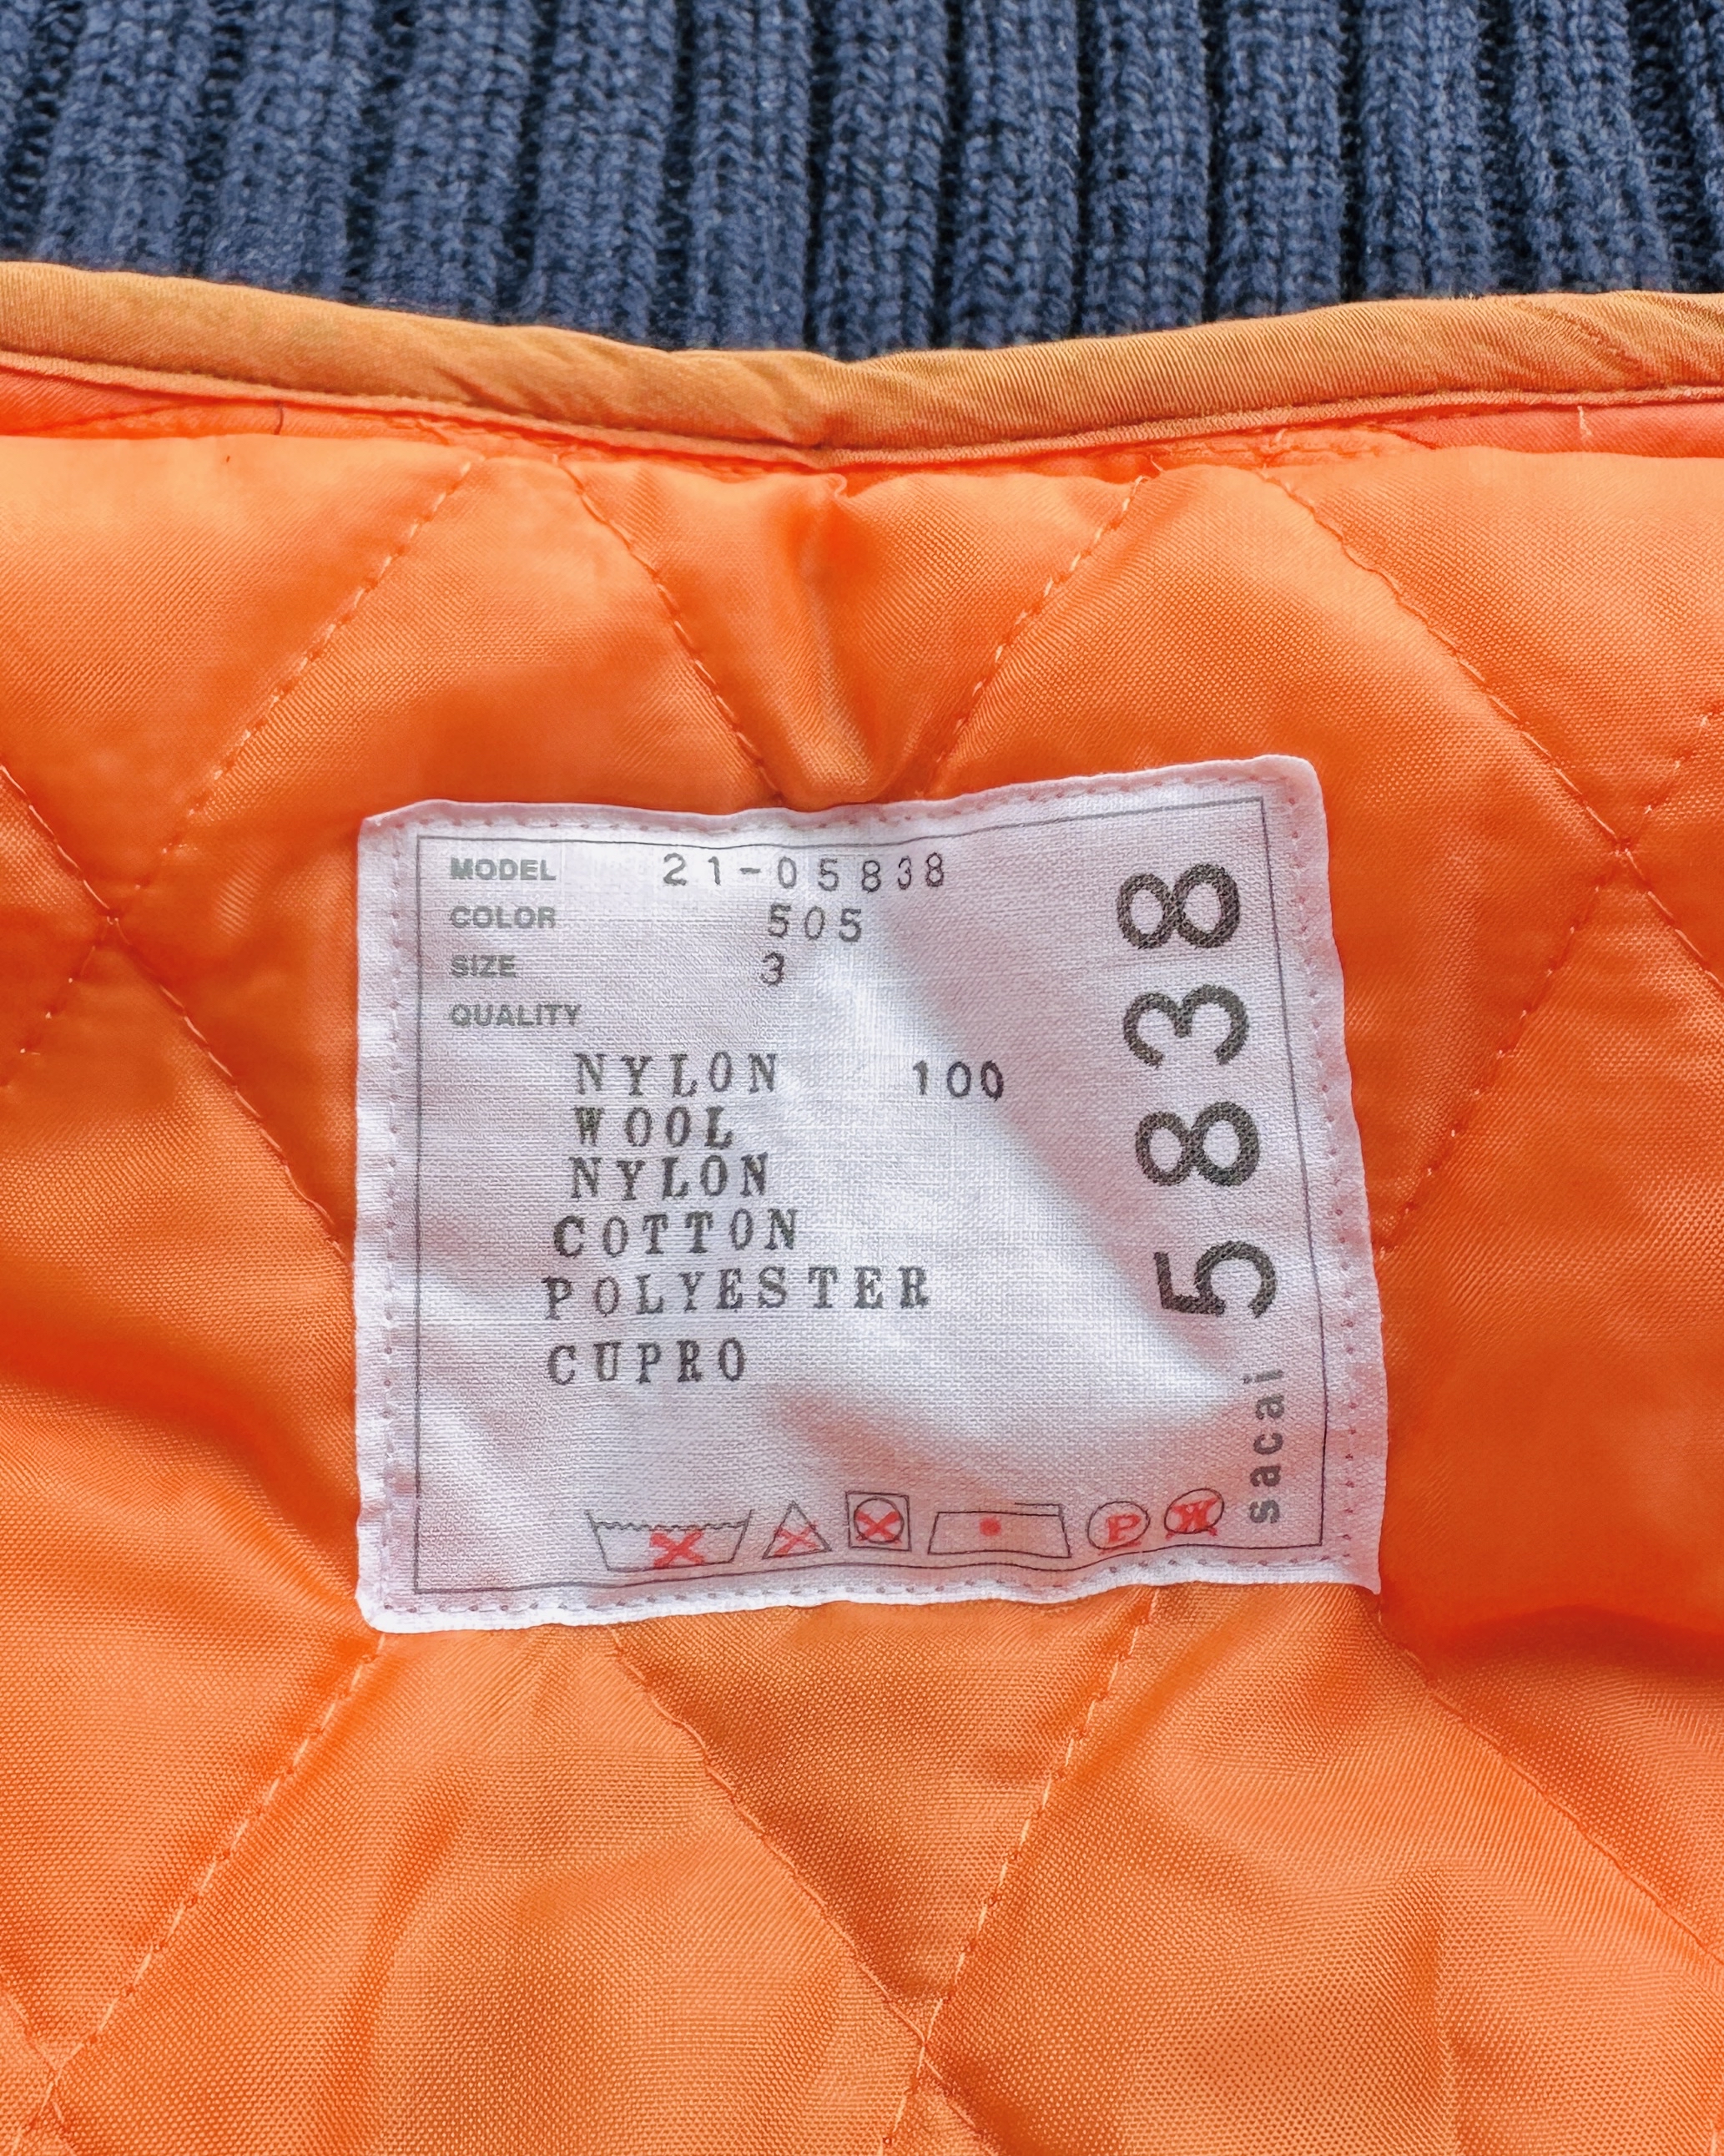 MODEL 21-05838
COLOR 505
SIZE 3
QUALITY
NYLON 100
WOOL
NYLON
COTTON
POLYESTER
CUPRO
P W
sacai 5838